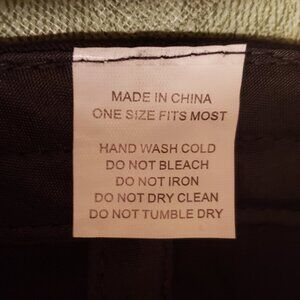 MADE IN CHINA
ONE SIZE FITS MOST
HAND WASH COLD
DO NOT BLEACH
DO NOT IRON
DO NOT DRY CLEAN
DO NOT TUMBLE DRY